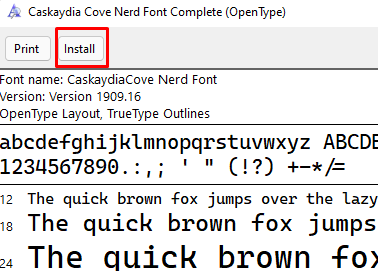 Caskaydia Cove Nerd Font Complete (OpenType)
Print Install
Font name: CaskaydiaCove Nerd Font
Version: Version 1909.16
OpenType Layout, TrueType Outlines
abcdefghijklmnopqrstuvwxyz ABCDE
1234567890.:,; ' " (!?) +-*/=
12 The quick brown fox jumps over the lazy
18 The quick brown fox jumps
24 The quick brown fox